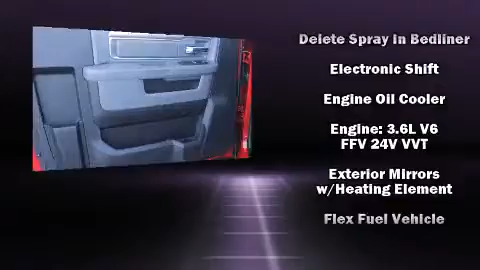 Delete Spray In Bedliner
Electronic Shift
Engine Oil Cooler
Engine: 3.6L V6
FFV 24V VVT
Exterior Mirrors
w/Heating Element
Flex Fuel Vehicle